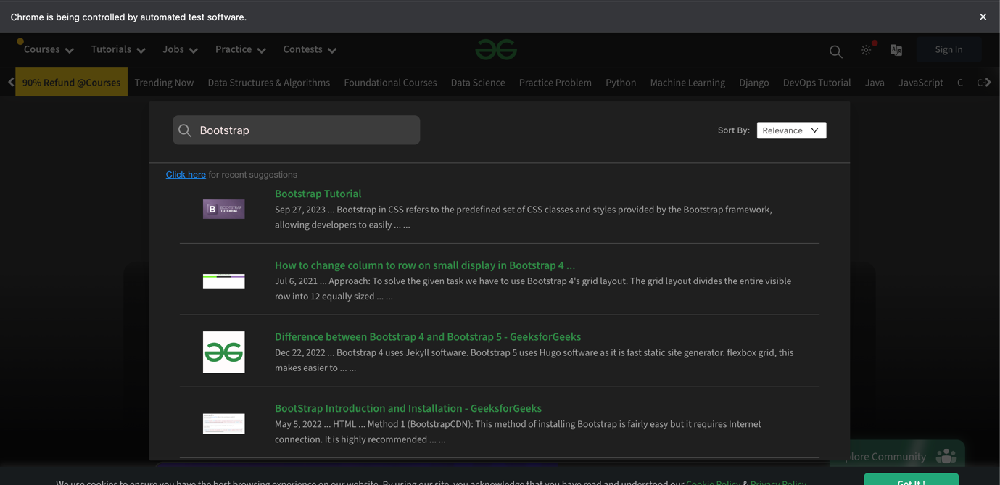 Chrome is being controlled by automated test software.
Courses Tutorials Jobs Practice Contests Sign In
90% Refund @Courses Trending Now Data Structures & Algorithms Foundational Courses Data Science Practice Problem Python Machine Learning Django DevOps Tutorial Java JavaScript C
Bootstrap Sort By: Relevance
Click here for recent suggestions
Bootstrap Tutorial
B BOOTSTRAP TUTORIAL
Sep 27, 2023 ... Bootstrap in CSS refers to the predefined set of CSS classes and styles provided by the Bootstrap framework,
allowing developers to easily ... ...
How to change column to row on small display in Bootstrap 4 ...
Jul 6, 2021 ... Approach: To solve the given task we have to use Bootstrap 4's grid layout. The grid layout divides the entire visible
row into 12 equally sized ... ...
Difference between Bootstrap 4 and Bootstrap 5 - GeeksforGeeks
Dec 22, 2022 ... Bootstrap 4 uses Jekyll software. Bootstrap 5 uses Hugo software as it is fast static site generator. flexbox grid, this
makes easier to ... ...
BootStrap Introduction and Installation - GeeksforGeeks
May 5, 2022 ... HTML ... Method 1 (BootstrapCDN): This method of installing Bootstrap is fairly easy but it requires Internet
connection. It is highly recommended ... ...
plore Community
We use cookies to ensure you have the best browsing experience on our website. By using our site, you acknowledge that you have read and understood our Cookie Policy & Privacy Policy
Got It !